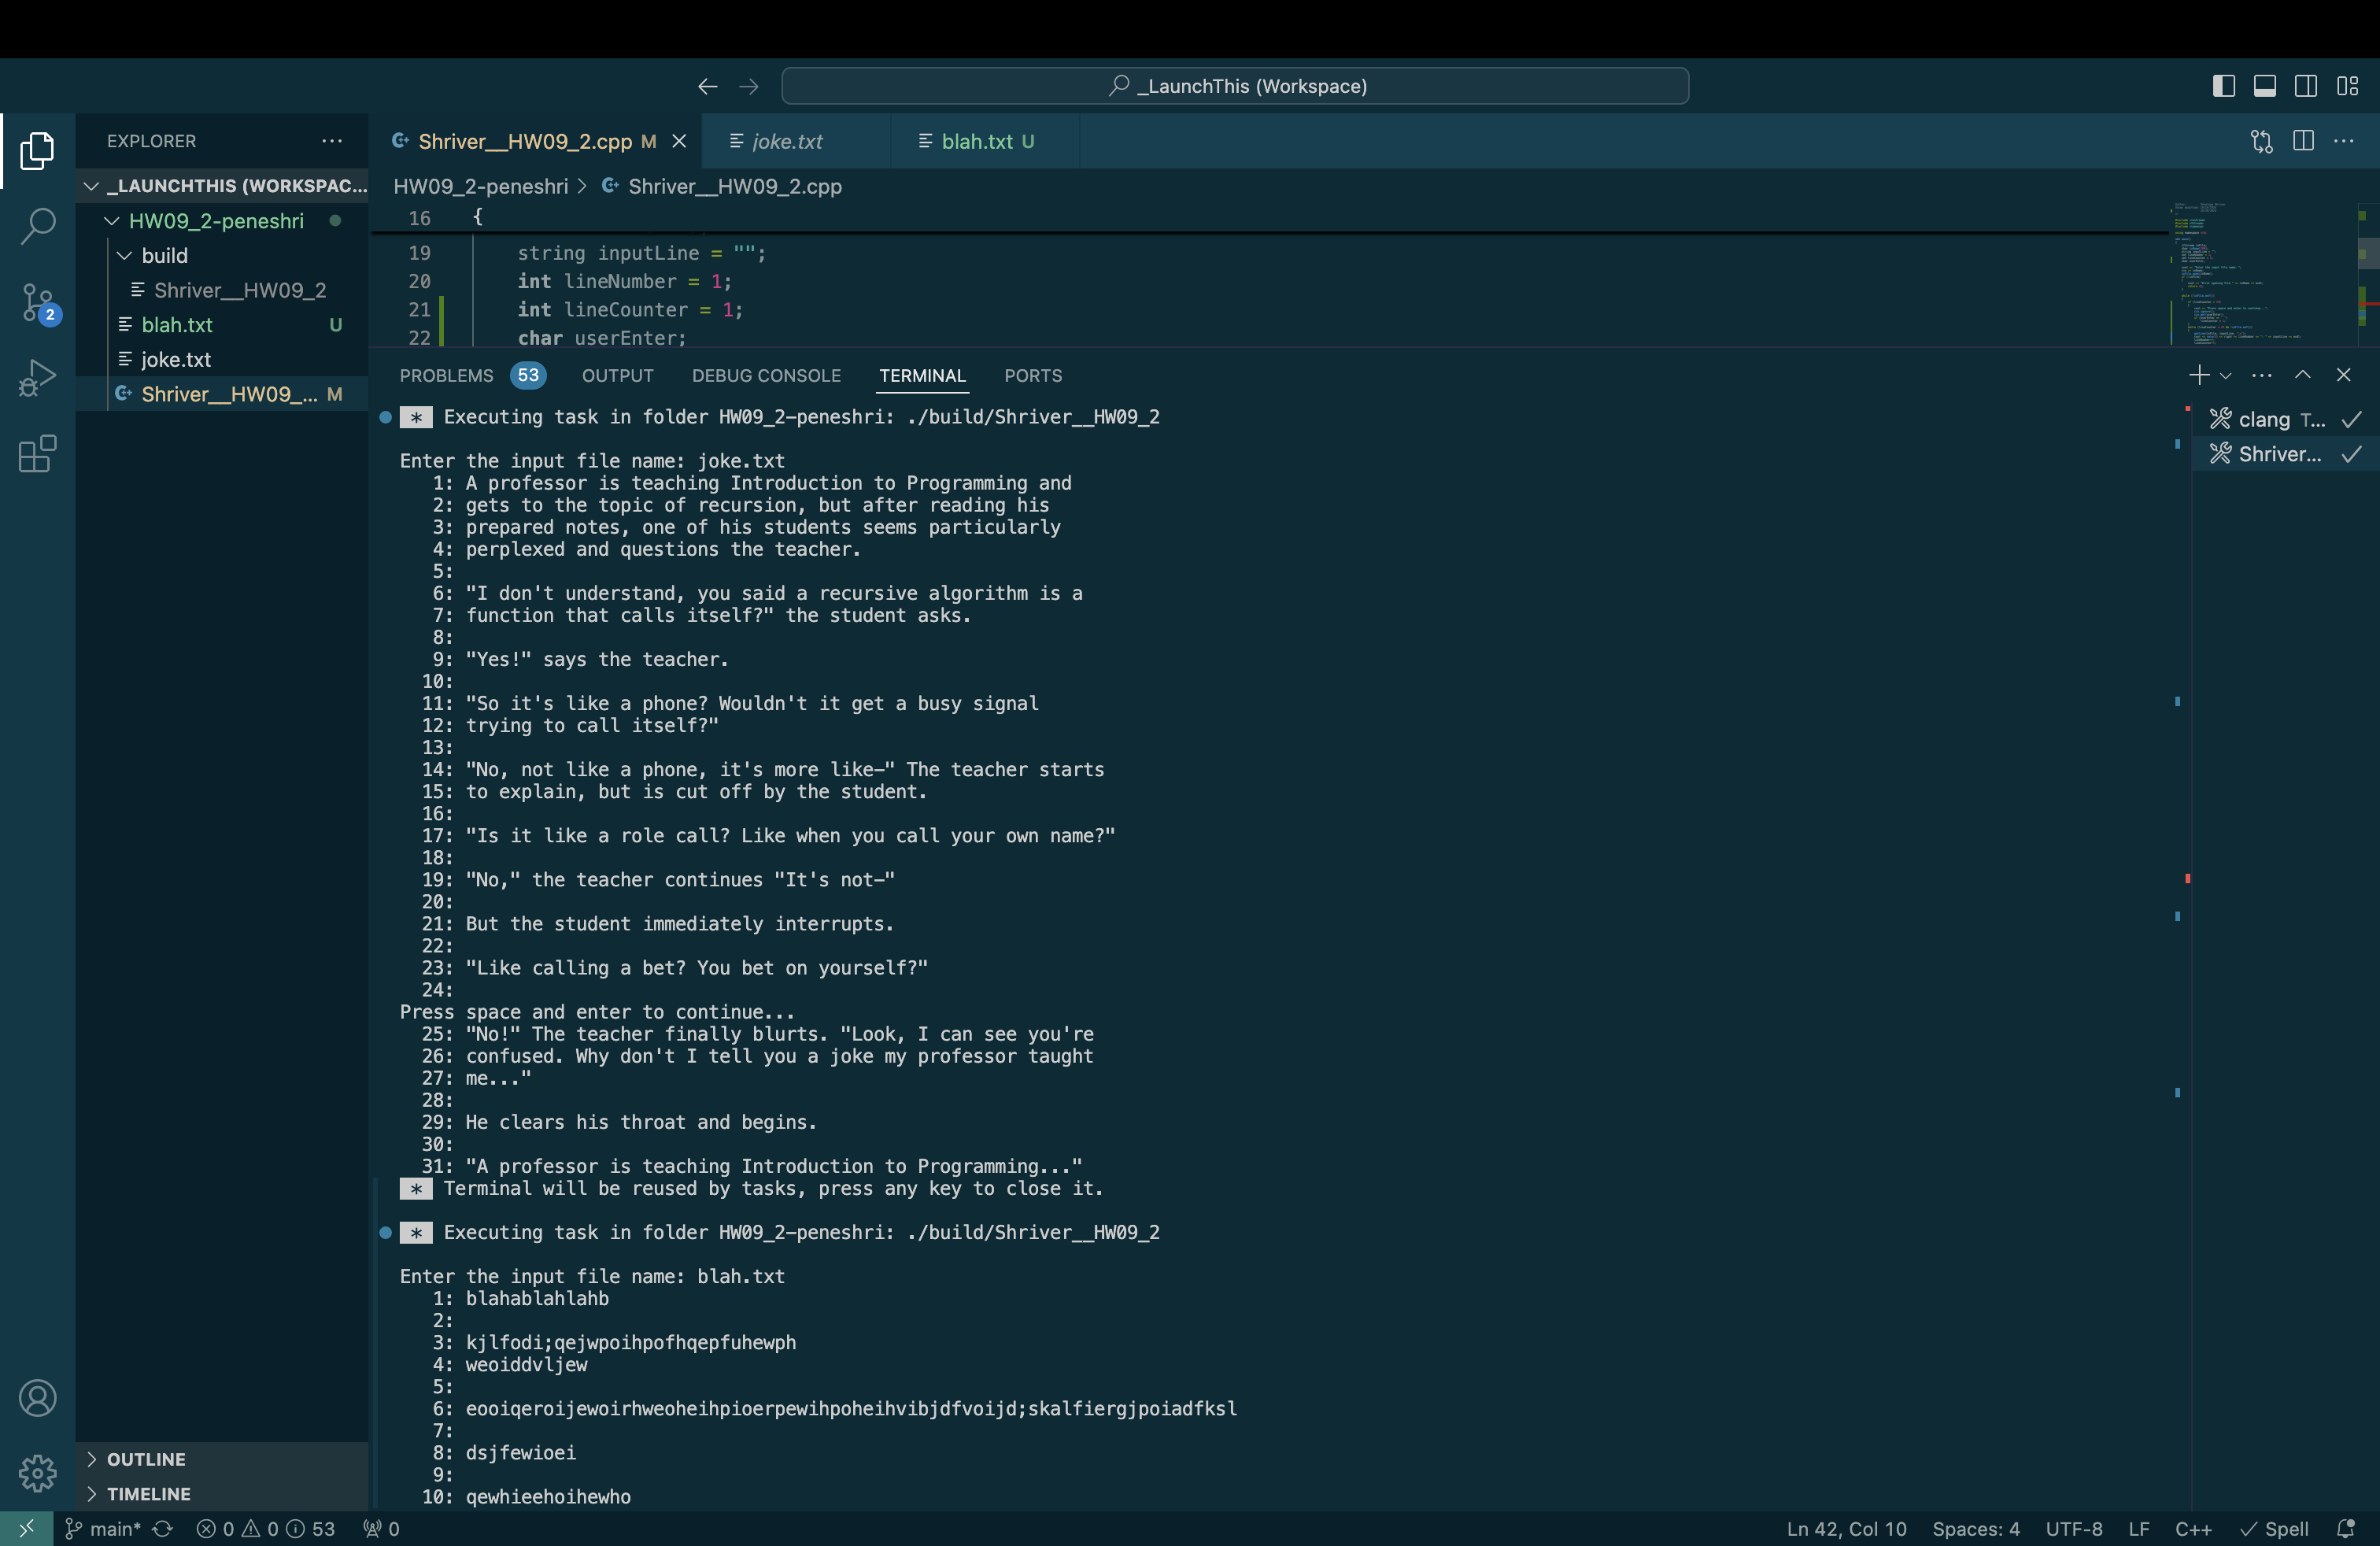 _LaunchThis (Workspace)
EXPLORER
_LAUNCHTHIS (WORKSPAC...
HW09_2-peneshri
build
Shriver__HW09_2
blah.txt U
joke.txt
Shriver__HW09_... M
2
OUTLINE
TIMELINE
Shriver__HW09_2.cpp M
joke.txt
blah.txt U
HW09_2-peneshri > Shriver__HW09_2.cpp
16 {
19 string inputLine = "";
20 int lineNumber = 1;
21 int lineCounter = 1;
22 char userEnter;
PROBLEMS 53 OUTPUT DEBUG CONSOLE TERMINAL PORTS
* Executing task in folder HW09_2-peneshri: ./build/Shriver__HW09_2
Enter the input file name: joke.txt
1: A professor is teaching Introduction to Programming and
2: gets to the topic of recursion, but after reading his
3: prepared notes, one of his students seems particularly
4: perplexed and questions the teacher.
5:
6: "I don't understand, you said a recursive algorithm is a
7: function that calls itself?" the student asks.
8:
9: "Yes!" says the teacher.
10:
11: "So it's like a phone? Wouldn't it get a busy signal
12: trying to call itself?"
13:
14: "No, not like a phone, it's more like—" The teacher starts
15: to explain, but is cut off by the student.
16:
17: "Is it like a role call? Like when you call your own name?"
18:
19: "No," the teacher continues "It's not—"
20:
21: But the student immediately interrupts.
22:
23: "Like calling a bet? You bet on yourself?"
24:
Press space and enter to continue...
25: "No!" The teacher finally blurts. "Look, I can see you're
26: confused. Why don't I tell you a joke my professor taught
27: me..."
28:
29: He clears his throat and begins.
30:
31: "A professor is teaching Introduction to Programming..."
* Terminal will be reused by tasks, press any key to close it.
* Executing task in folder HW09_2-peneshri: ./build/Shriver__HW09_2
Enter the input file name: blah.txt
1: blahablahlahb
2:
3: kjlfodi;qejwpoihpofhqepfuhewph
4: weoiddvljew
5:
6: eooiqeroijewoirhweoheihpioerpewihpoheihvibjdfvoijd;skalfiergjpoiadfksl
7:
8: dsjfewioei
9:
10: qewhieehoihewho
clang T...
Shriver...
main* 0 0 53 0
Ln 42, Col 10 Spaces: 4 UTF-8 LF C++ Spell